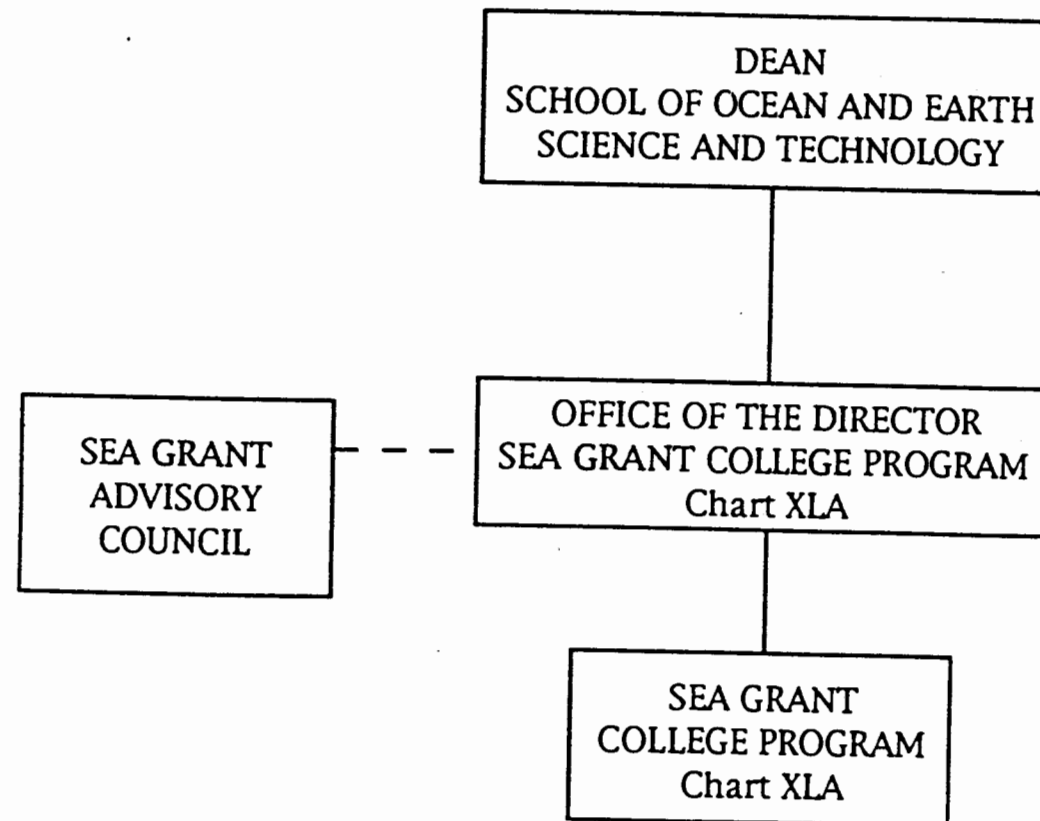 DEAN
SCHOOL OF OCEAN AND EARTH
SCIENCE AND TECHNOLOGY
OFFICE OF THE DIRECTOR
SEA GRANT COLLEGE PROGRAM
Chart XLA
SEA GRANT
ADVISORY
COUNCIL
SEA GRANT
COLLEGE PROGRAM
Chart XLA